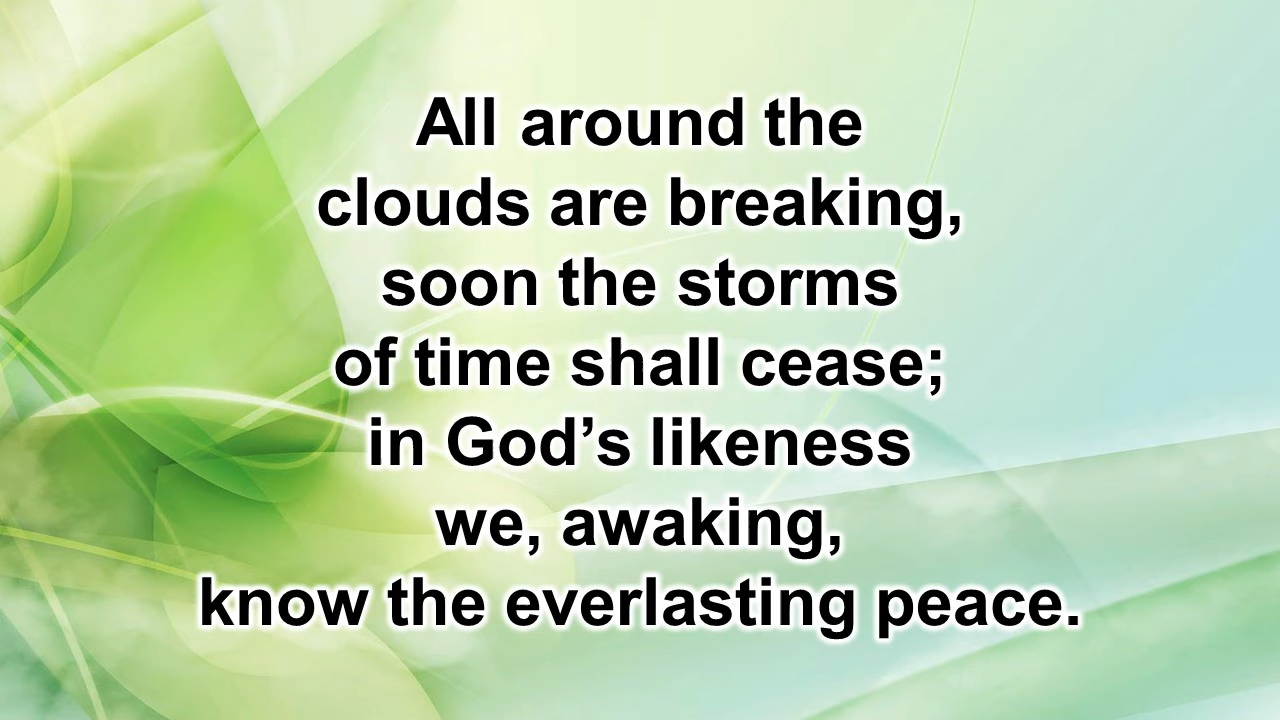 All around the
clouds are breaking,
soon the storms
of time shall cease;
in God’s likeness
we, awaking,
know the everlasting peace.